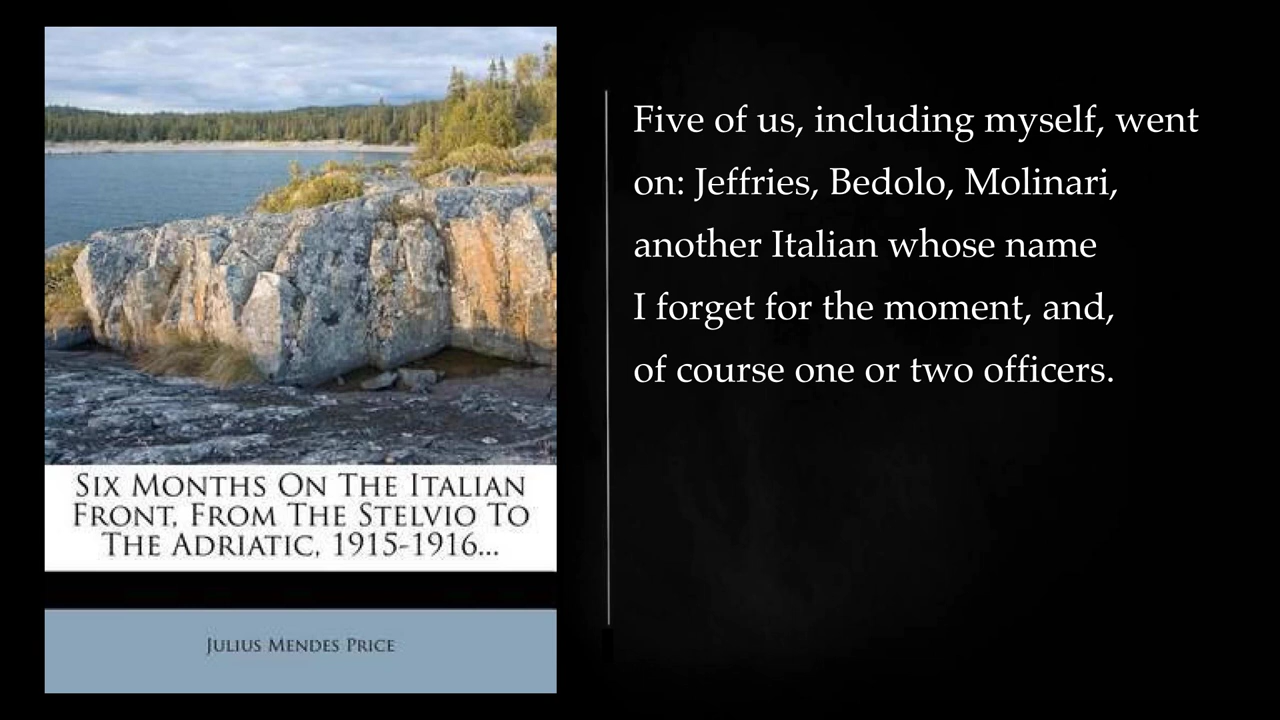 Six Months On The Italian
Front, From The Stelvio To
The Adriatic, 1915-1916...
Julius Mendes Price
Five of us, including myself, went
on: Jeffries, Bedolo, Molinari,
another Italian whose name
I forget for the moment, and,
of course one or two officers.